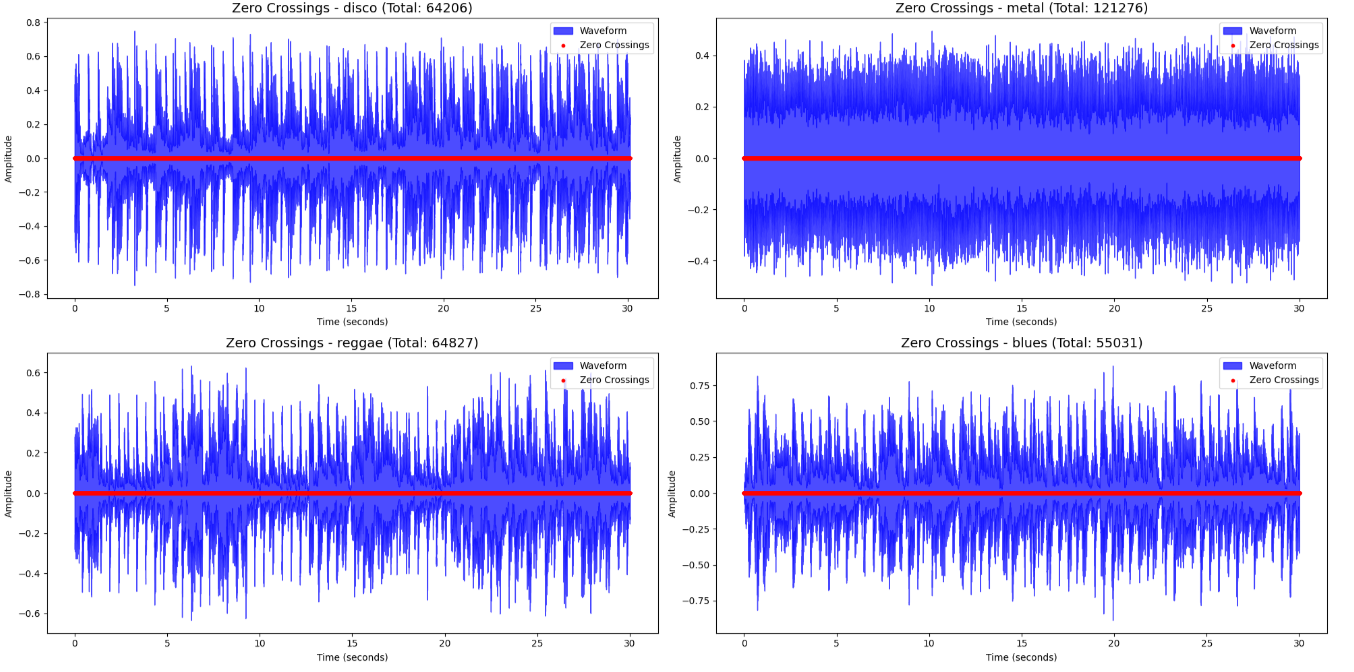 Zero Crossings - disco (Total: 64206)
Waveform
Zero Crossings
Amplitude
0.8
0.6
0.4
0.2
0.0
−0.2
−0.4
−0.6
−0.8
0 5 10 15 20 25 30
Time (seconds)
Zero Crossings - metal (Total: 121276)
Waveform
Zero Crossings
Amplitude
0.4
0.2
0.0
−0.2
−0.4
0 5 10 15 20 25 30
Time (seconds)
Zero Crossings - reggae (Total: 64827)
Waveform
Zero Crossings
Amplitude
0.6
0.4
0.2
0.0
−0.2
−0.4
−0.6
0 5 10 15 20 25 30
Time (seconds)
Zero Crossings - blues (Total: 55031)
Waveform
Zero Crossings
Amplitude
0.75
0.50
0.25
0.00
−0.25
−0.50
−0.75
0 5 10 15 20 25 30
Time (seconds)